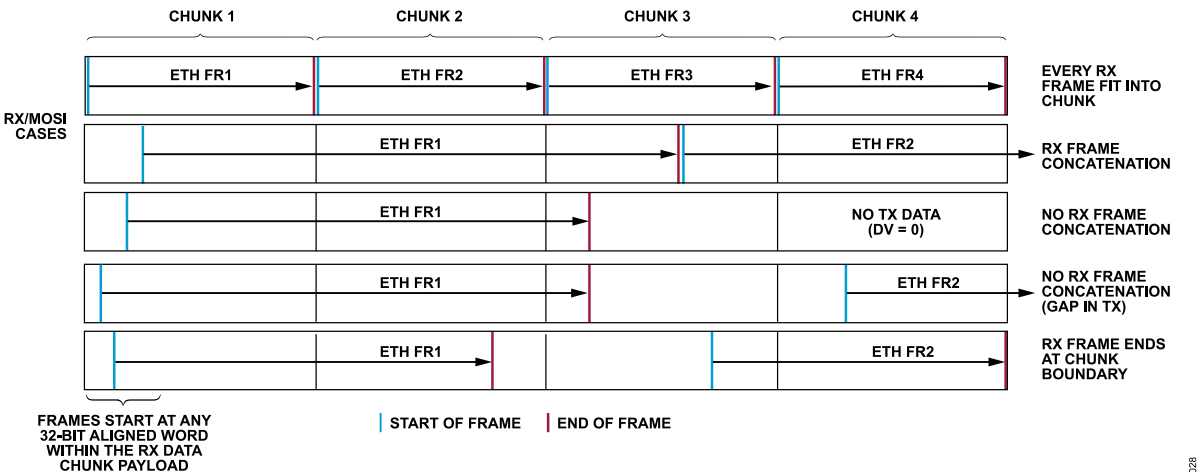 CHUNK 1
CHUNK 2
CHUNK 3
CHUNK 4
RX/MOSI
CASES
ETH FR1
ETH FR2
ETH FR3
ETH FR4
EVERY RX
FRAME FIT INTO
CHUNK
ETH FR1
ETH FR2
RX FRAME
CONCATENATION
ETH FR1
NO TX DATA
(DV = 0)
NO RX FRAME
CONCATENATION
ETH FR1
ETH FR2
NO RX FRAME
CONCATENATION
(GAP IN TX)
ETH FR1
ETH FR2
RX FRAME ENDS
AT CHUNK
BOUNDARY
FRAMES START AT ANY
32-BIT ALIGNED WORD
WITHIN THE RX DATA
CHUNK PAYLOAD
START OF FRAME
END OF FRAME
028